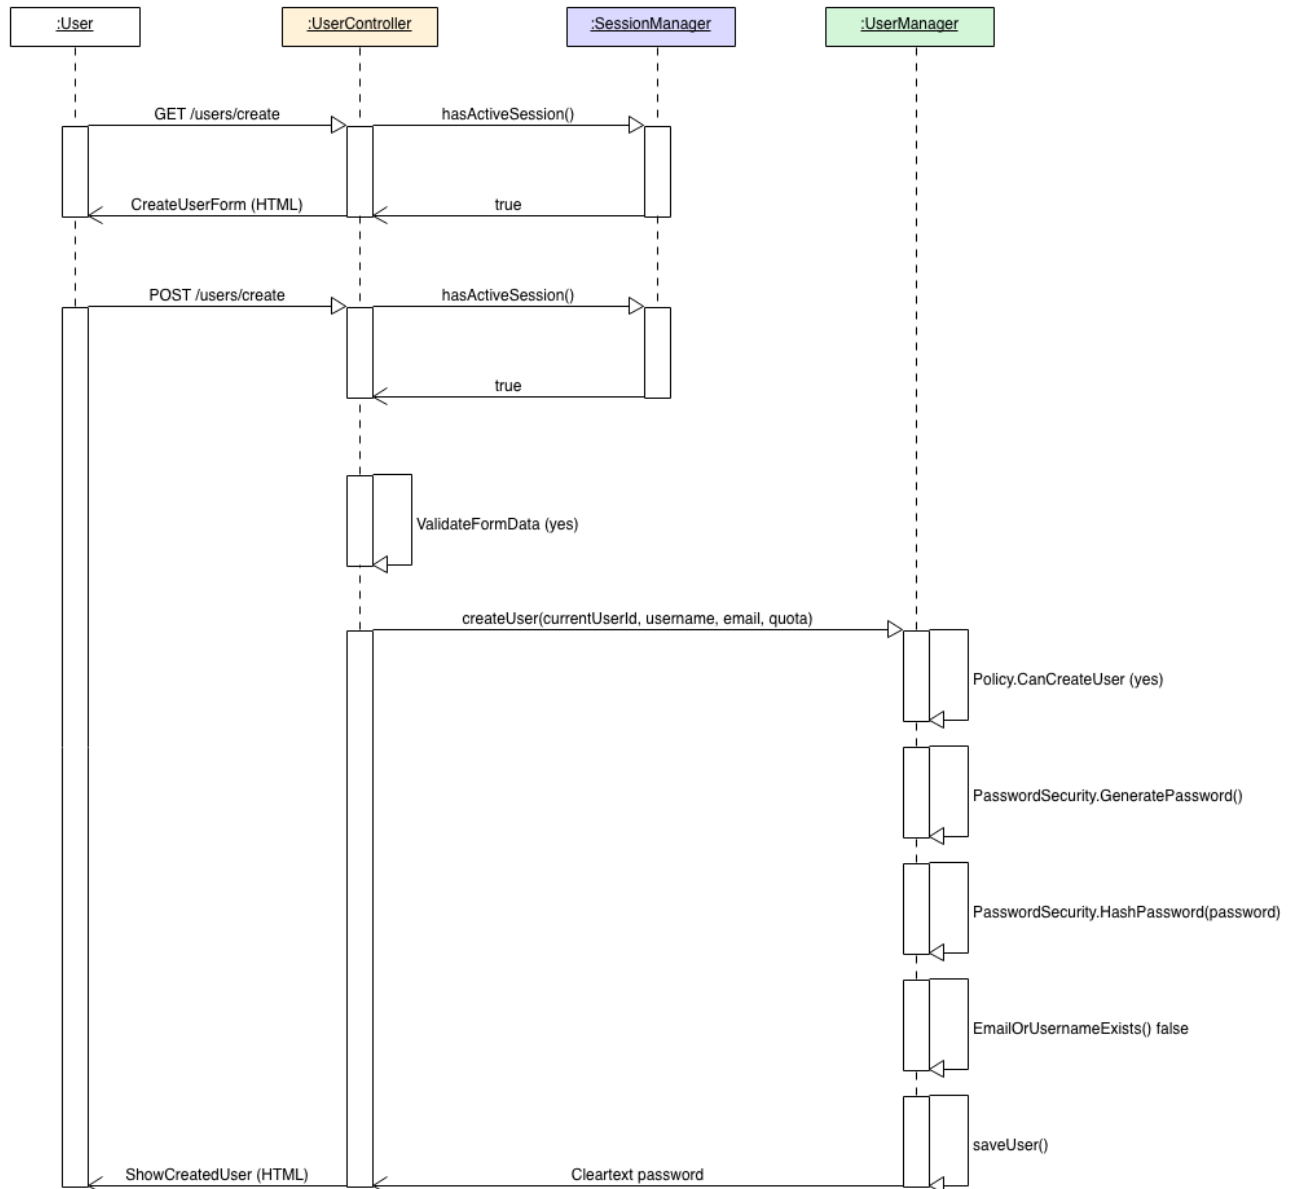 :User
:UserController
:SessionManager
:UserManager
GET /users/create
hasActiveSession()
CreateUserForm (HTML)
true
POST /users/create
hasActiveSession()
true
ValidateFormData (yes)
createUser(currentUserId, username, email, quota)
Policy.CanCreateUser (yes)
PasswordSecurity.GeneratePassword()
PasswordSecurity.HashPassword(password)
EmailOrUsernameExists() false
saveUser()
ShowCreatedUser (HTML)
Cleartext password